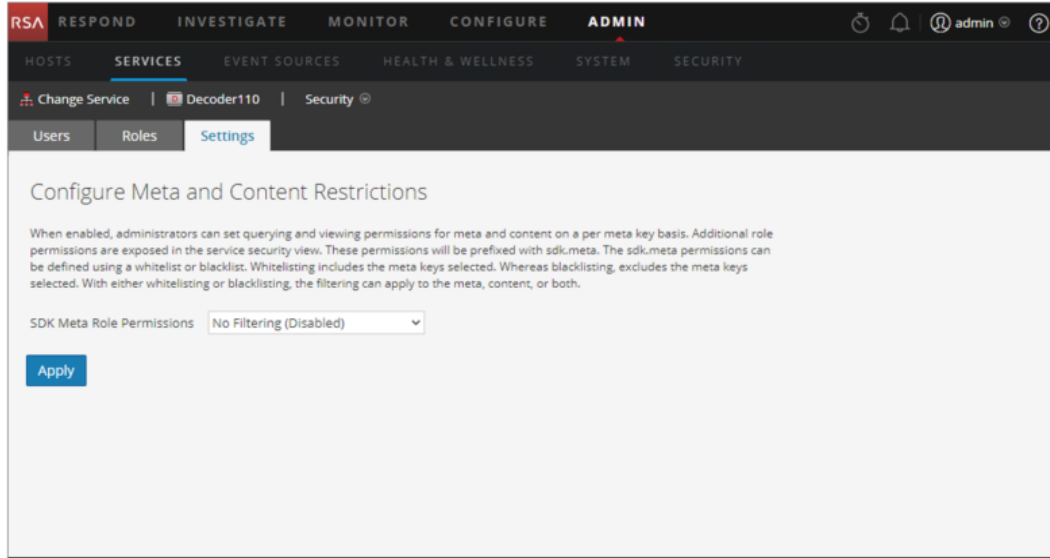 RSA RESPOND INVESTIGATE MONITOR CONFIGURE ADMIN admin ?
HOSTS SERVICES EVENT SOURCES HEALTH & WELLNESS SYSTEM SECURITY
Change Service | Decoder110 | Security
Users Roles Settings
Configure Meta and Content Restrictions
When enabled, administrators can set querying and viewing permissions for meta and content on a per meta key basis. Additional role
permissions are exposed in the service security view. These permissions will be prefixed with sdk.meta. The sdk.meta permissions can
be defined using a whitelist or blacklist. Whitelisting includes the meta keys selected. Whereas blacklisting, excludes the meta keys
selected. With either whitelisting or blacklisting, the filtering can apply to the meta, content, or both.
SDK Meta Role Permissions No Filtering (Disabled)
Apply